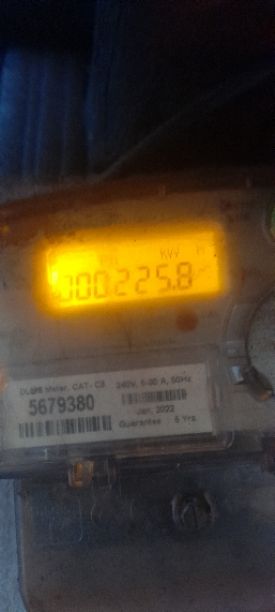 KW H
000225.8
DLMS Meter, CAT- C3 240V, 5-30 A, 50Hz
5679380
Jan, 2022
Guarantee 5 Yrs